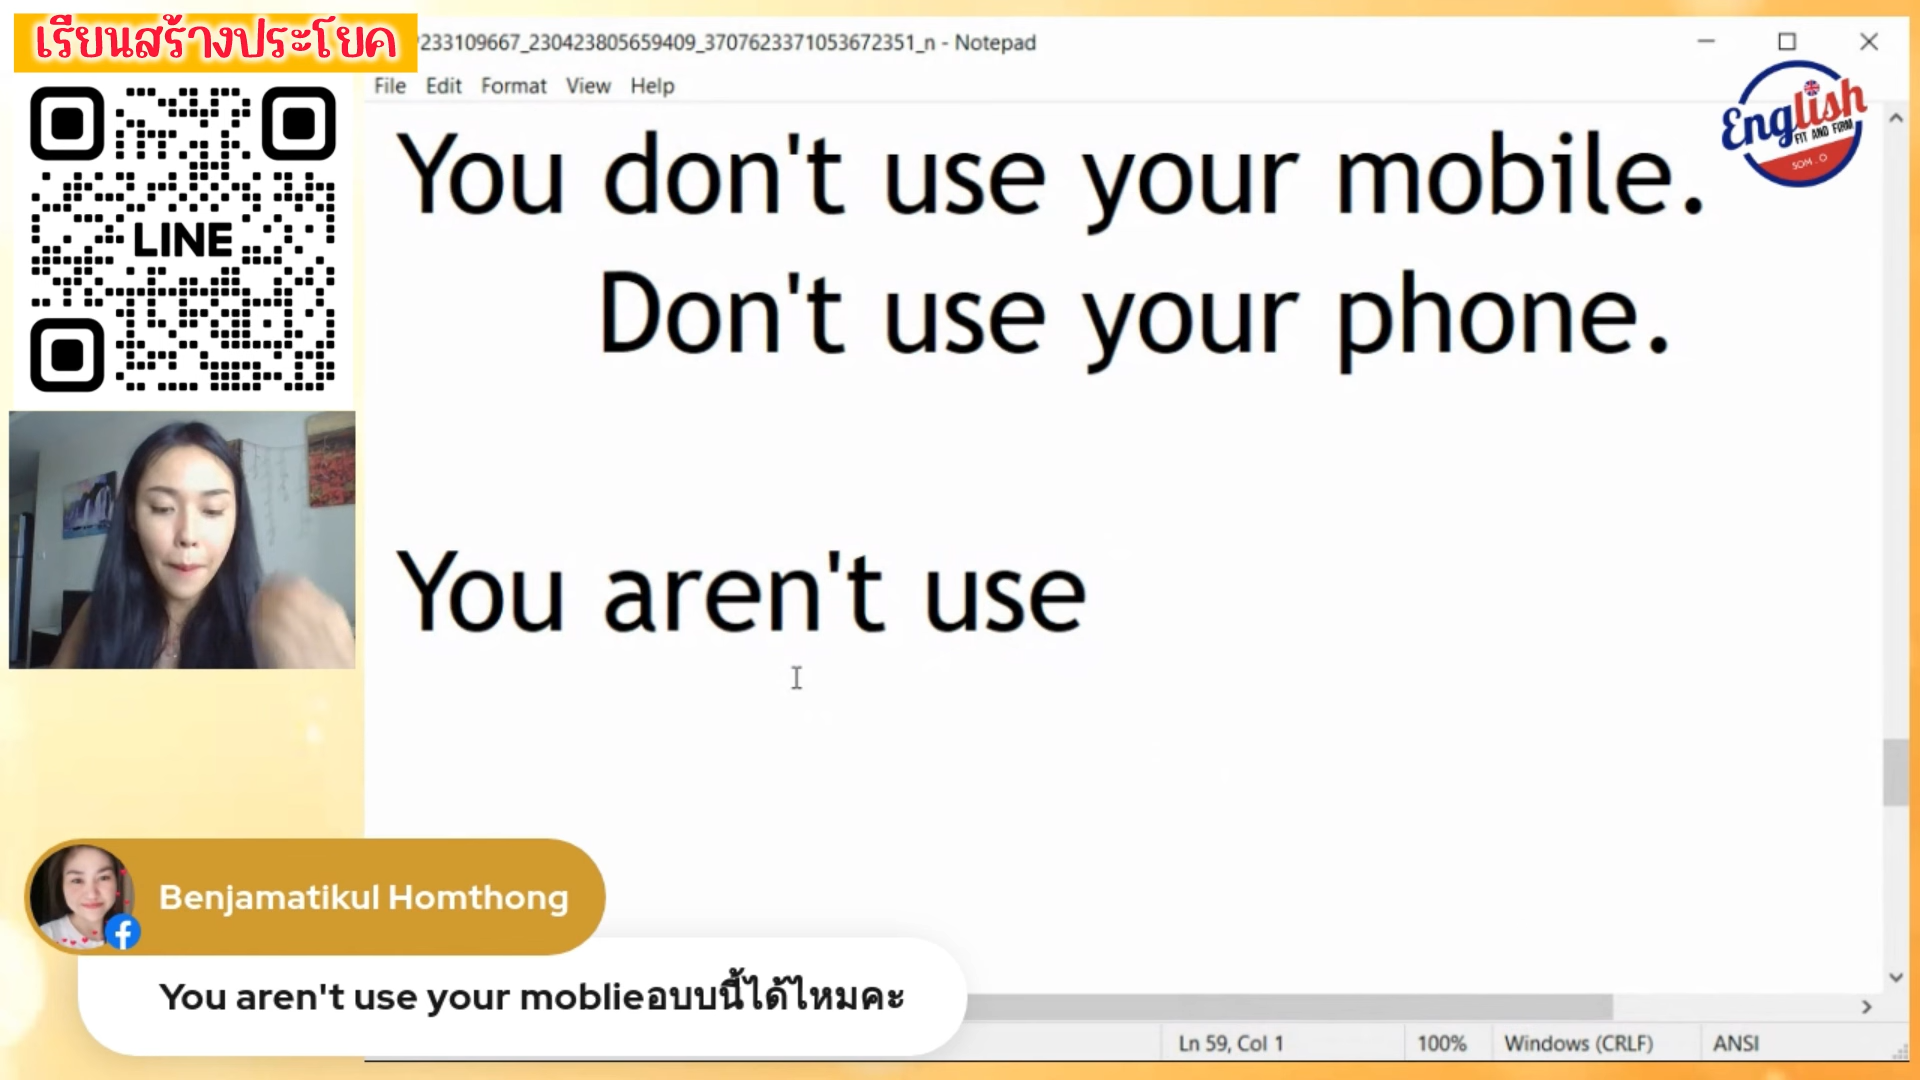 เรียนสร้างประโยค
233109667_230423805659409_3707623371053672351_n - Notepad
File Edit Format View Help
English
FIT AND FIRM
SOM . O
LINE
You don't use your mobile.
Don't use your phone.
You aren't use
Benjamatikul Homthong
You aren't use your moblieอบบนี้ได้ไหมคะ
Ln 59, Col 1
100%
Windows (CRLF)
ANSI